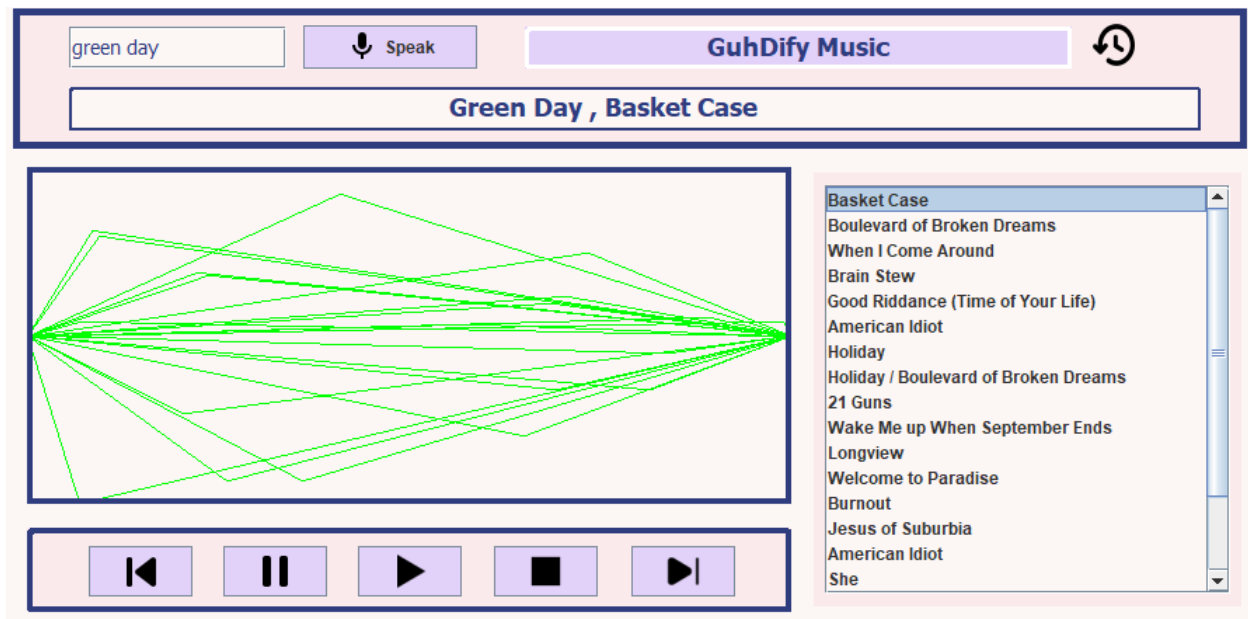 green day
Speak
GuhDify Music
Green Day , Basket Case
Basket Case
Boulevard of Broken Dreams
When I Come Around
Brain Stew
Good Riddance (Time of Your Life)
American Idiot
Holiday
Holiday / Boulevard of Broken Dreams
21 Guns
Wake Me up When September Ends
Longview
Welcome to Paradise
Burnout
Jesus of Suburbia
American Idiot
She